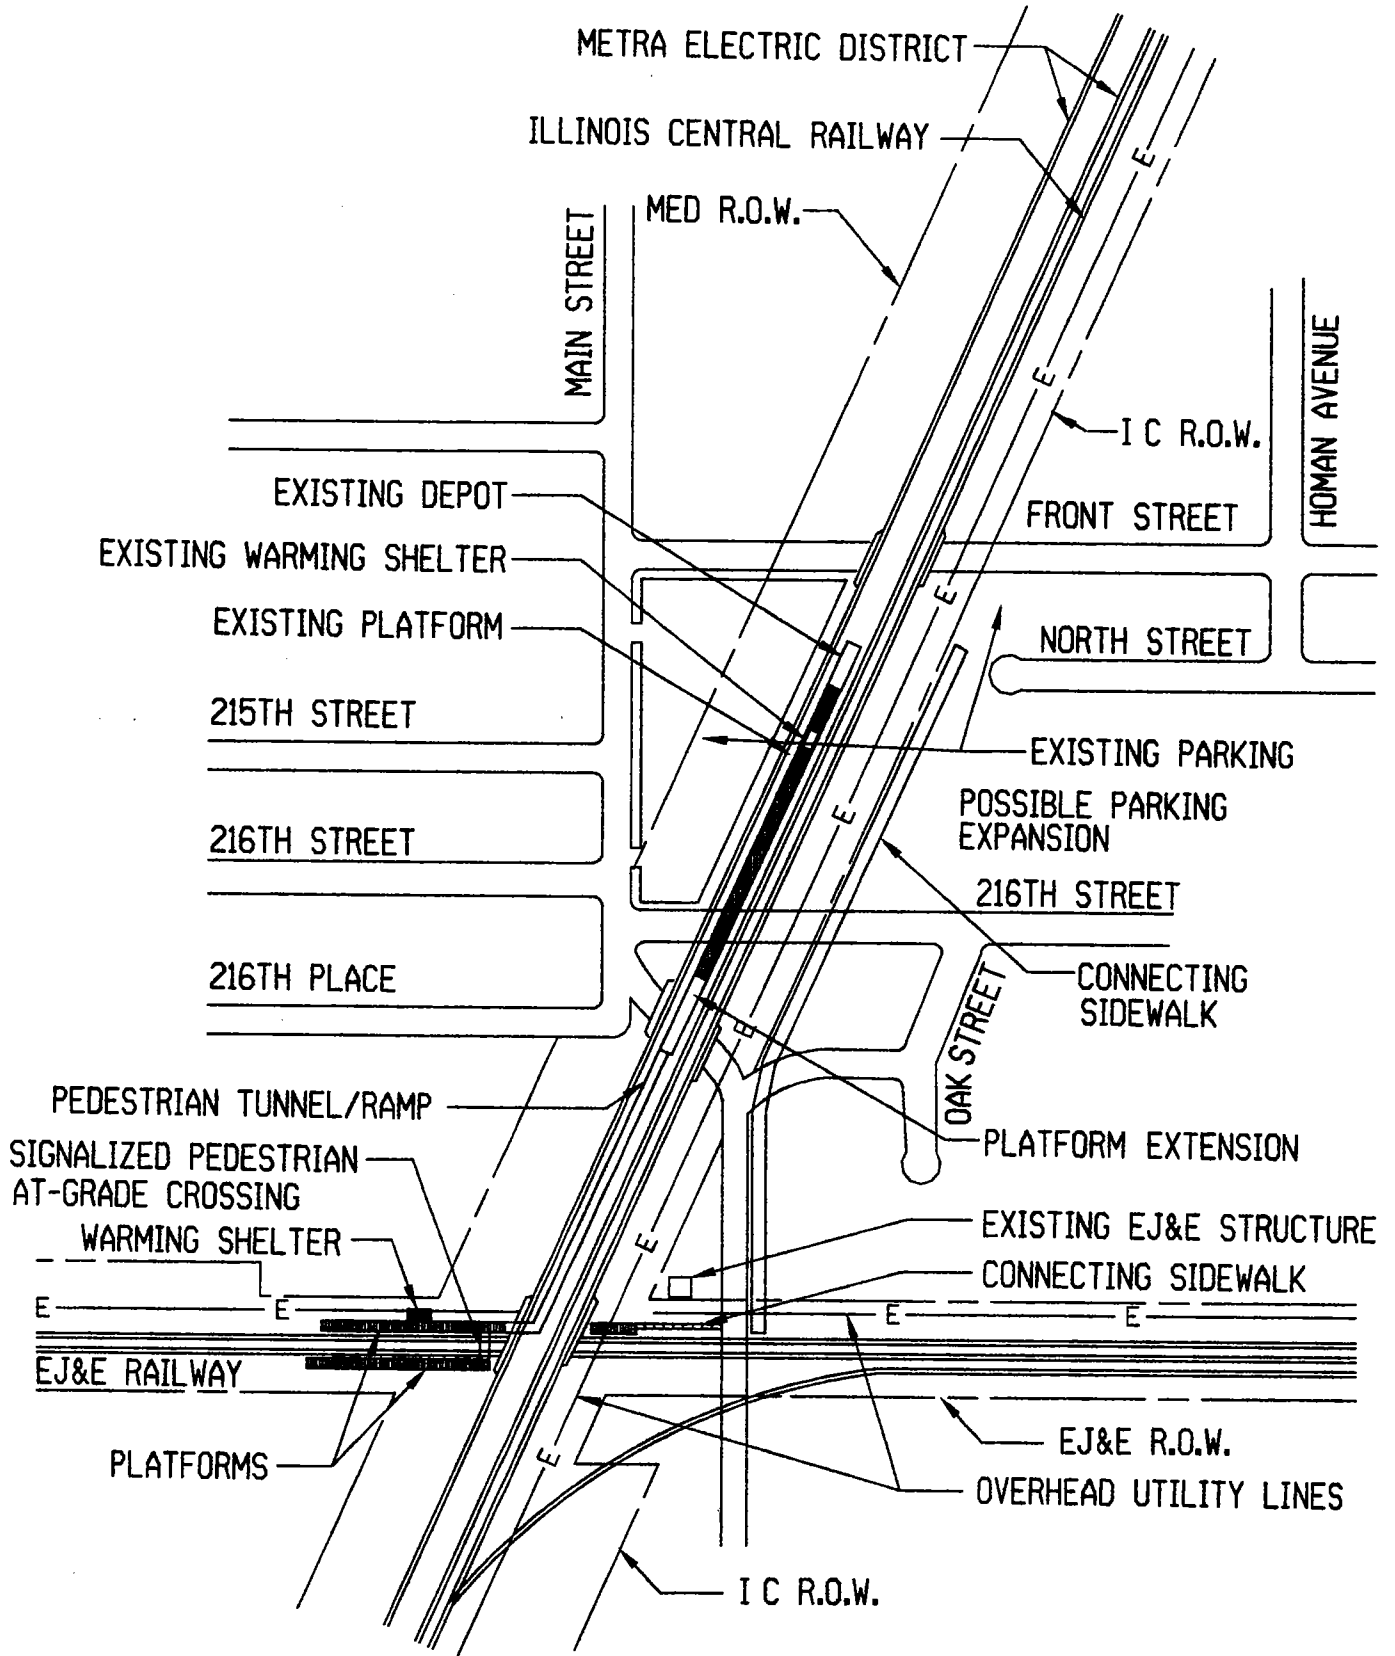 METRA ELECTRIC DISTRICT
ILLINOIS CENTRAL RAILWAY
E
MED R.O.W.
MAIN STREET
HOMAN AVENUE
E
I C R.O.W.
EXISTING DEPOT
FRONT STREET
EXISTING WARMING SHELTER
E
EXISTING PLATFORM
NORTH STREET
215TH STREET
EXISTING PARKING
POSSIBLE PARKING
EXPANSION
E
216TH STREET
216TH STREET
216TH PLACE
CONNECTING
SIDEWALK
E
OAK STREET
PEDESTRIAN TUNNEL/RAMP
PLATFORM EXTENSION
SIGNALIZED PEDESTRIAN
AT-GRADE CROSSING
WARMING SHELTER
EXISTING EJ&E STRUCTURE
E
CONNECTING SIDEWALK
E
E
E
E
EJ&E RAILWAY
EJ&E R.O.W.
E
PLATFORMS
OVERHEAD UTILITY LINES
I C R.O.W.